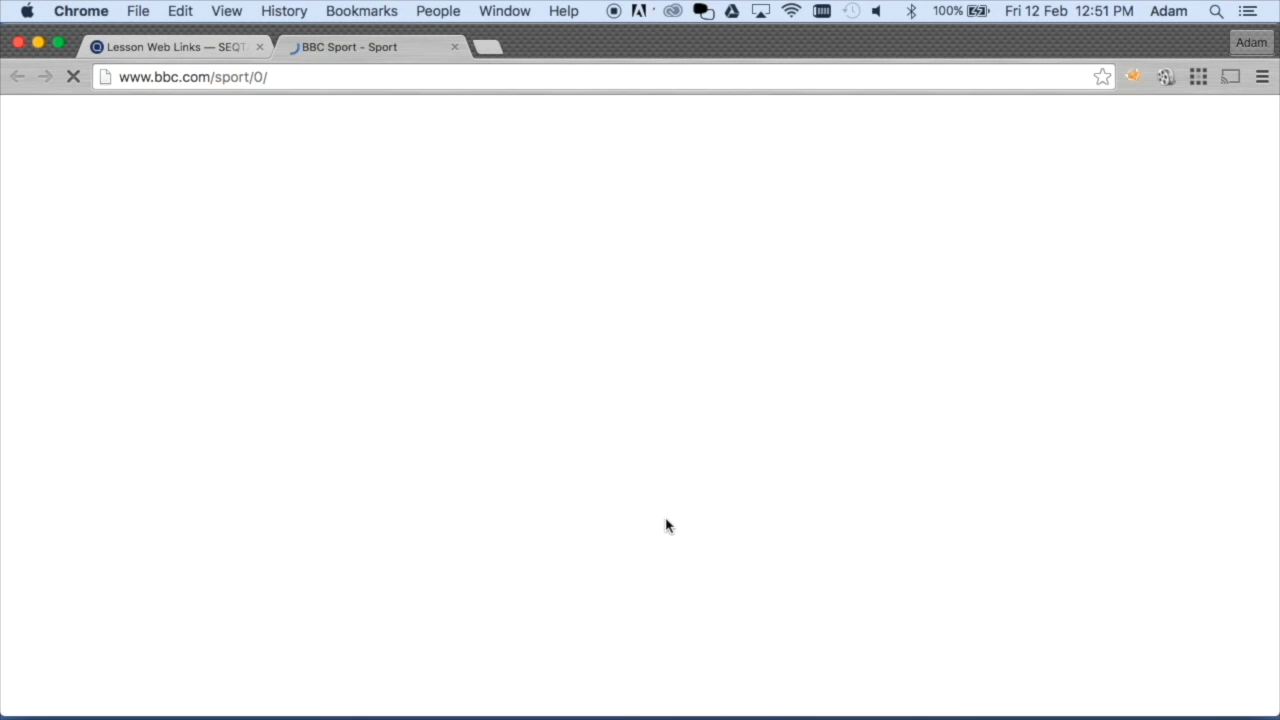 Chrome File Edit View History Bookmarks People Window Help 100% Fri 12 Feb 12:51 PM Adam
Lesson Web Links — SEQT BBC Sport - Sport Adam
www.bbc.com/sport/0/